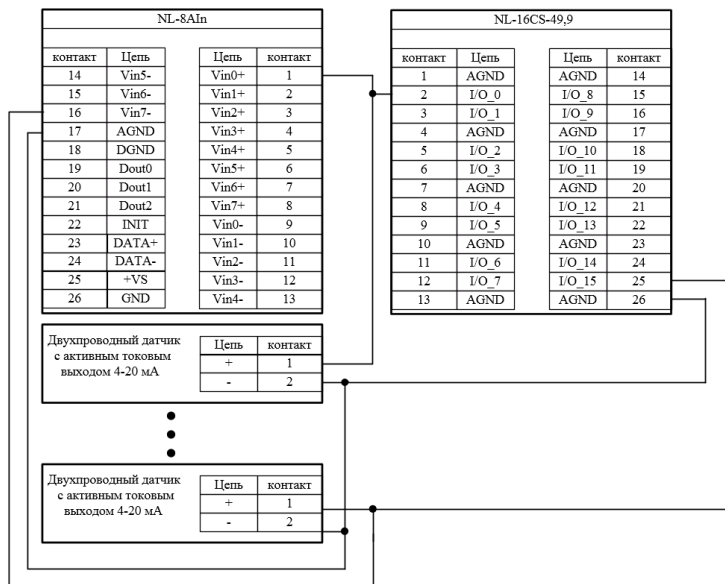 NL-8AIn
контакт Цепь Цепь контакт
14 Vin5- Vin0+ 1
15 Vin6- Vin1+ 2
16 Vin7- Vin2+ 3
17 AGND Vin3+ 4
18 DGND Vin4+ 5
19 Dout0 Vin5+ 6
20 Dout1 Vin6+ 7
21 Dout2 Vin7+ 8
22 INIT Vin0- 9
23 DATA+ Vin1- 10
24 DATA- Vin2- 11
25 +VS Vin3- 12
26 GND Vin4- 13
NL-16CS-49,9
контакт Цепь Цепь контакт
1 AGND AGND 14
2 I/O_0 I/O_8 15
3 I/O_1 I/O_9 16
4 AGND AGND 17
5 I/O_2 I/O_10 18
6 I/O_3 I/O_11 19
7 AGND AGND 20
8 I/O_4 I/O_12 21
9 I/O_5 I/O_13 22
10 AGND AGND 23
11 I/O_6 I/O_14 24
12 I/O_7 I/O_15 25
13 AGND AGND 26
Двухпроводный датчик
с активным токовым
выходом 4-20 мА
Цепь контакт
+ 1
- 2
Двухпроводный датчик
с активным токовым
выходом 4-20 мА
Цепь контакт
+ 1
- 2